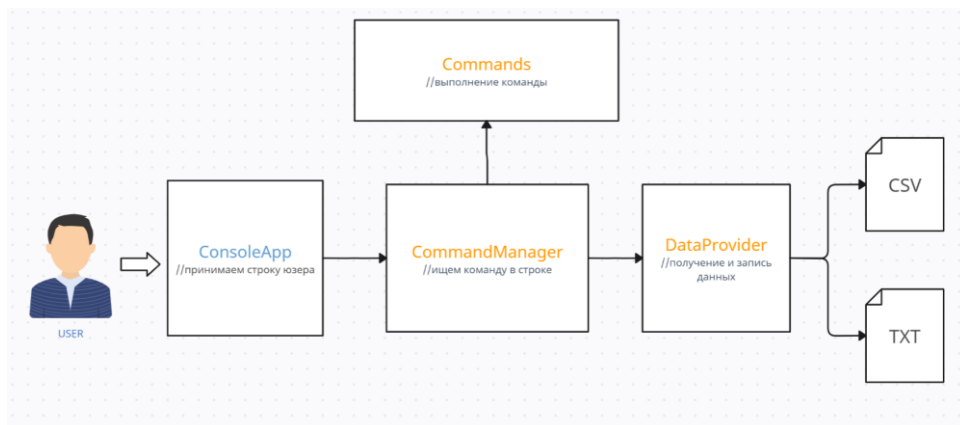 Commands
//выполнение команды
ConsoleApp
//принимаем строку юзера
CommandManager
//ищем команду в строке
DataProvider
//получение и запись
данных
CSV
TXT
USER